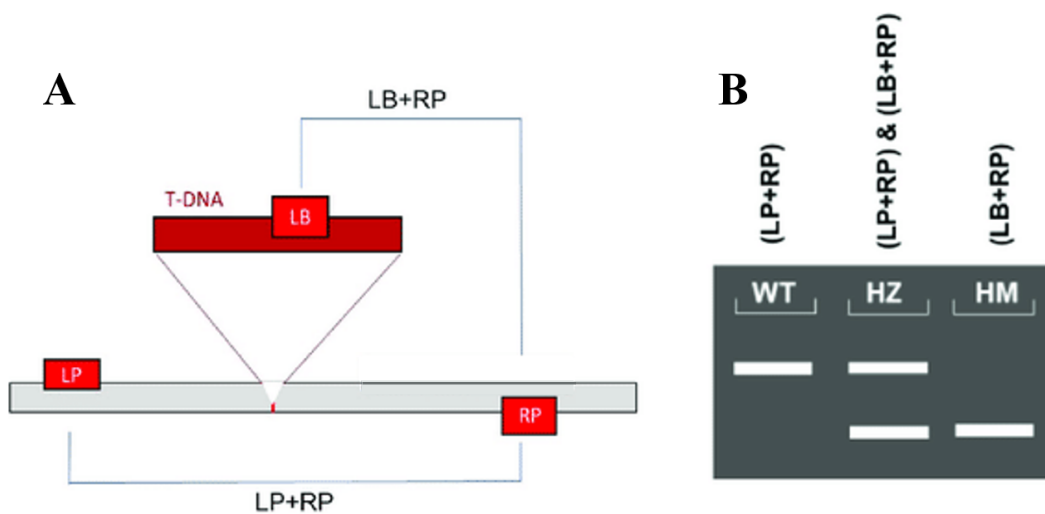 A
LB+RP
T-DNA
LB
LP
RP
LP+RP
B
(LP+RP)
(LP+RP) & (LB+RP)
(LB+RP)
WT
HZ
HM